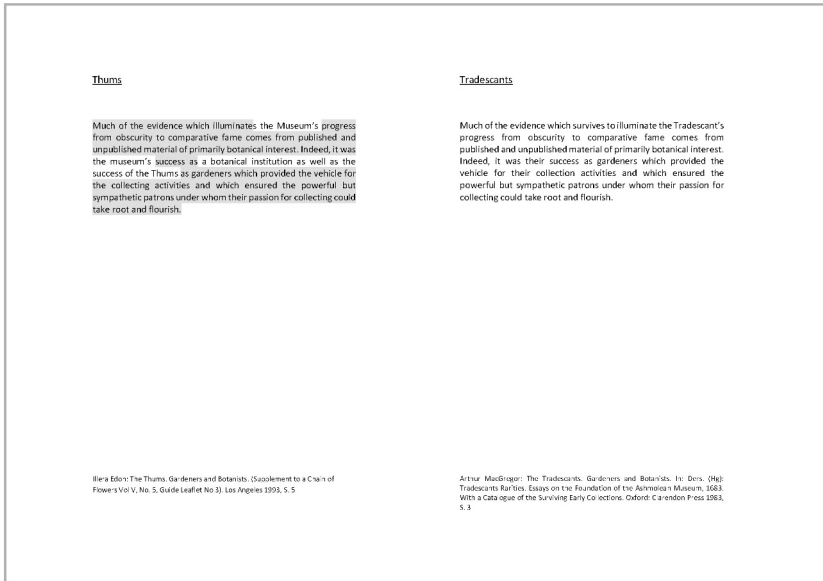 Thums
Much of the evidence which illuminates the Museum's progress
from obscurity to comparative fame comes from published and
unpublished material of primarily botanical interest. Indeed, it was
the museum's success as a botanical institution as well as the
success of the Thums as gardeners which provided the vehicle for
the collecting activities and which ensured the powerful but
sympathetic patrons under whom their passion for collecting could
take root and flourish.
Illera Edoh: The Thums. Gardeners and Botanists. (Supplement to a Chain of
Flowers Vol V, No. 5, Guide Leaflet No 3). Los Angeles 1993, S. 5
Tradescants
Much of the evidence which survives to illuminate the Tradescant's
progress from obscurity to comparative fame comes from
published and unpublished material of primarily botanical interest.
Indeed, it was their success as gardeners which provided the
vehicle for their collection activities and which ensured the
powerful but sympathetic patrons under whom their passion for
collecting could take root and flourish.
Arthur MacGregor: The Tradescants. Gardeners and Botanists. In: Ders. (Hg):
Tradescants Rarities. Essays on the Foundation of the Ashmolean Museum, 1683.
With a Catalogue of the Surviving Early Collections. Oxford: Clarendon Press 1983,
S. 3